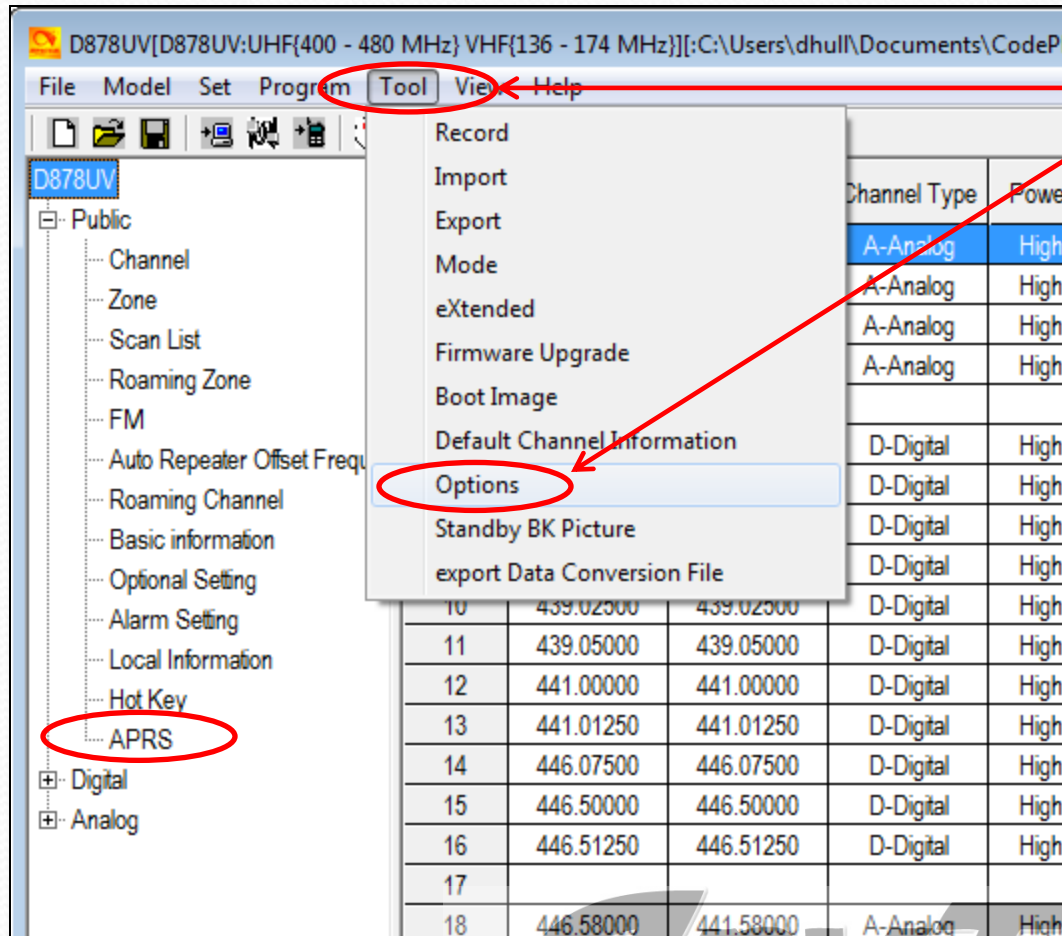 D878UV[D878UV:UHF{400 - 480 MHz} VHF{136 - 174 MHz}][:C:\Users\dhull\Documents\CodeP
File Model Set Program Tool View Help
Record
Import
Export
Mode
eXtended
Firmware Upgrade
Boot Image
Default Channel Information
Options
Standby BK Picture
export Data Conversion File
D878UV
Public
Channel
Zone
Scan List
Roaming Zone
FM
Auto Repeater Offset Frequ
Roaming Channel
Basic information
Optional Setting
Alarm Setting
Local Information
Hot Key
APRS
Digital
Analog
Channel Type Powe
A-Analog High
A-Analog High
A-Analog High
A-Analog High
D-Digital High
D-Digital High
D-Digital High
D-Digital High
10 439.02500 439.02500 D-Digital High
11 439.05000 439.05000 D-Digital High
12 441.00000 441.00000 D-Digital High
13 441.01250 441.01250 D-Digital High
14 446.07500 446.07500 D-Digital High
15 446.50000 446.50000 D-Digital High
16 446.51250 446.51250 D-Digital High
17
18 446.58000 441.58000 A-Analog High